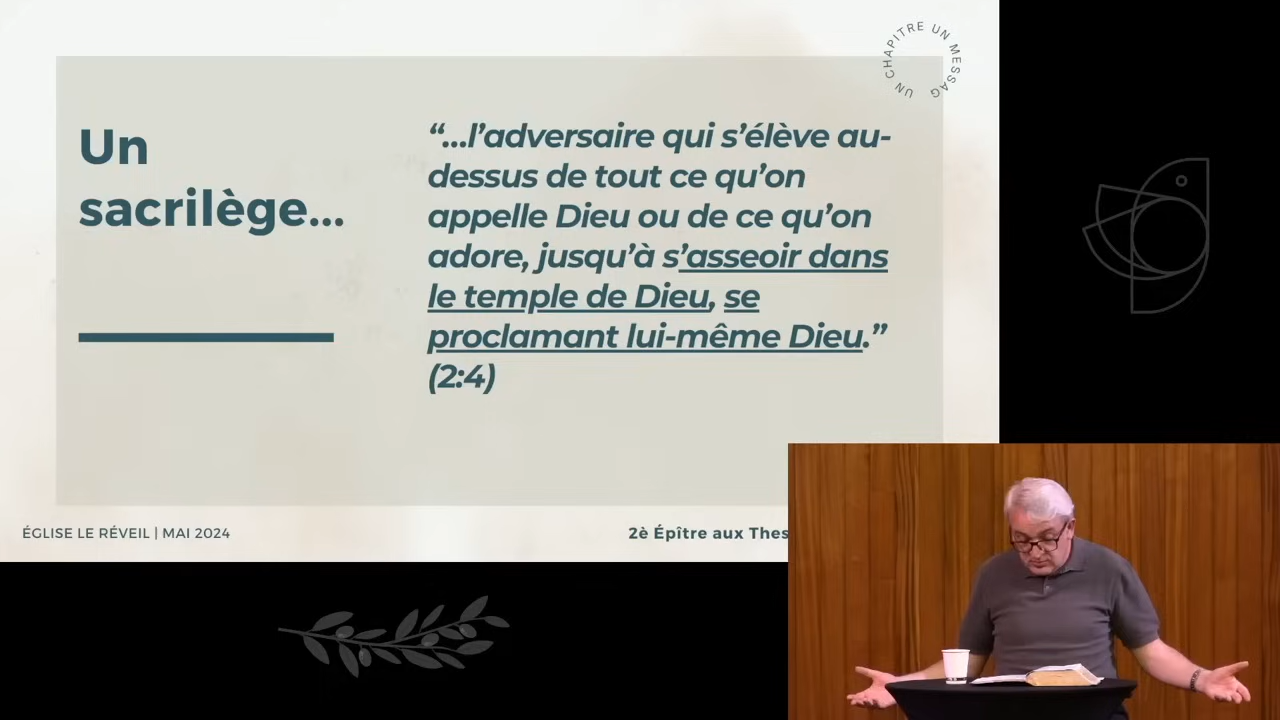 UN CHAPITRE UN MESSAG
Un
sacrilège...
“...l’adversaire qui s’élève au-
dessus de tout ce qu’on
appelle Dieu ou de ce qu’on
adore, jusqu’à s’asseoir dans
le temple de Dieu, se
proclamant lui-même Dieu.”
(2:4)
ÉGLISE LE RÉVEIL | MAI 2024
2è Épître aux Thes